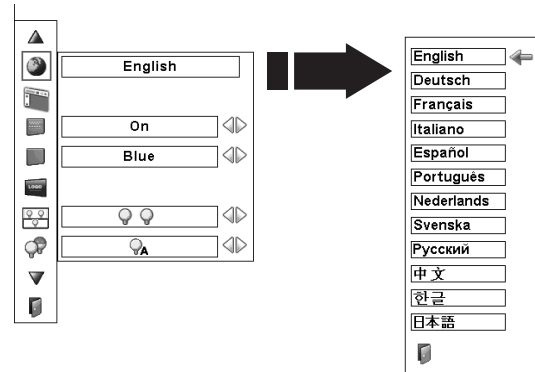 English
On
Blue
LOGO
A
English
Deutsch
Français
Italiano
Español
Português
Nederlands
Svenska
Русский
中文
한글
日本語